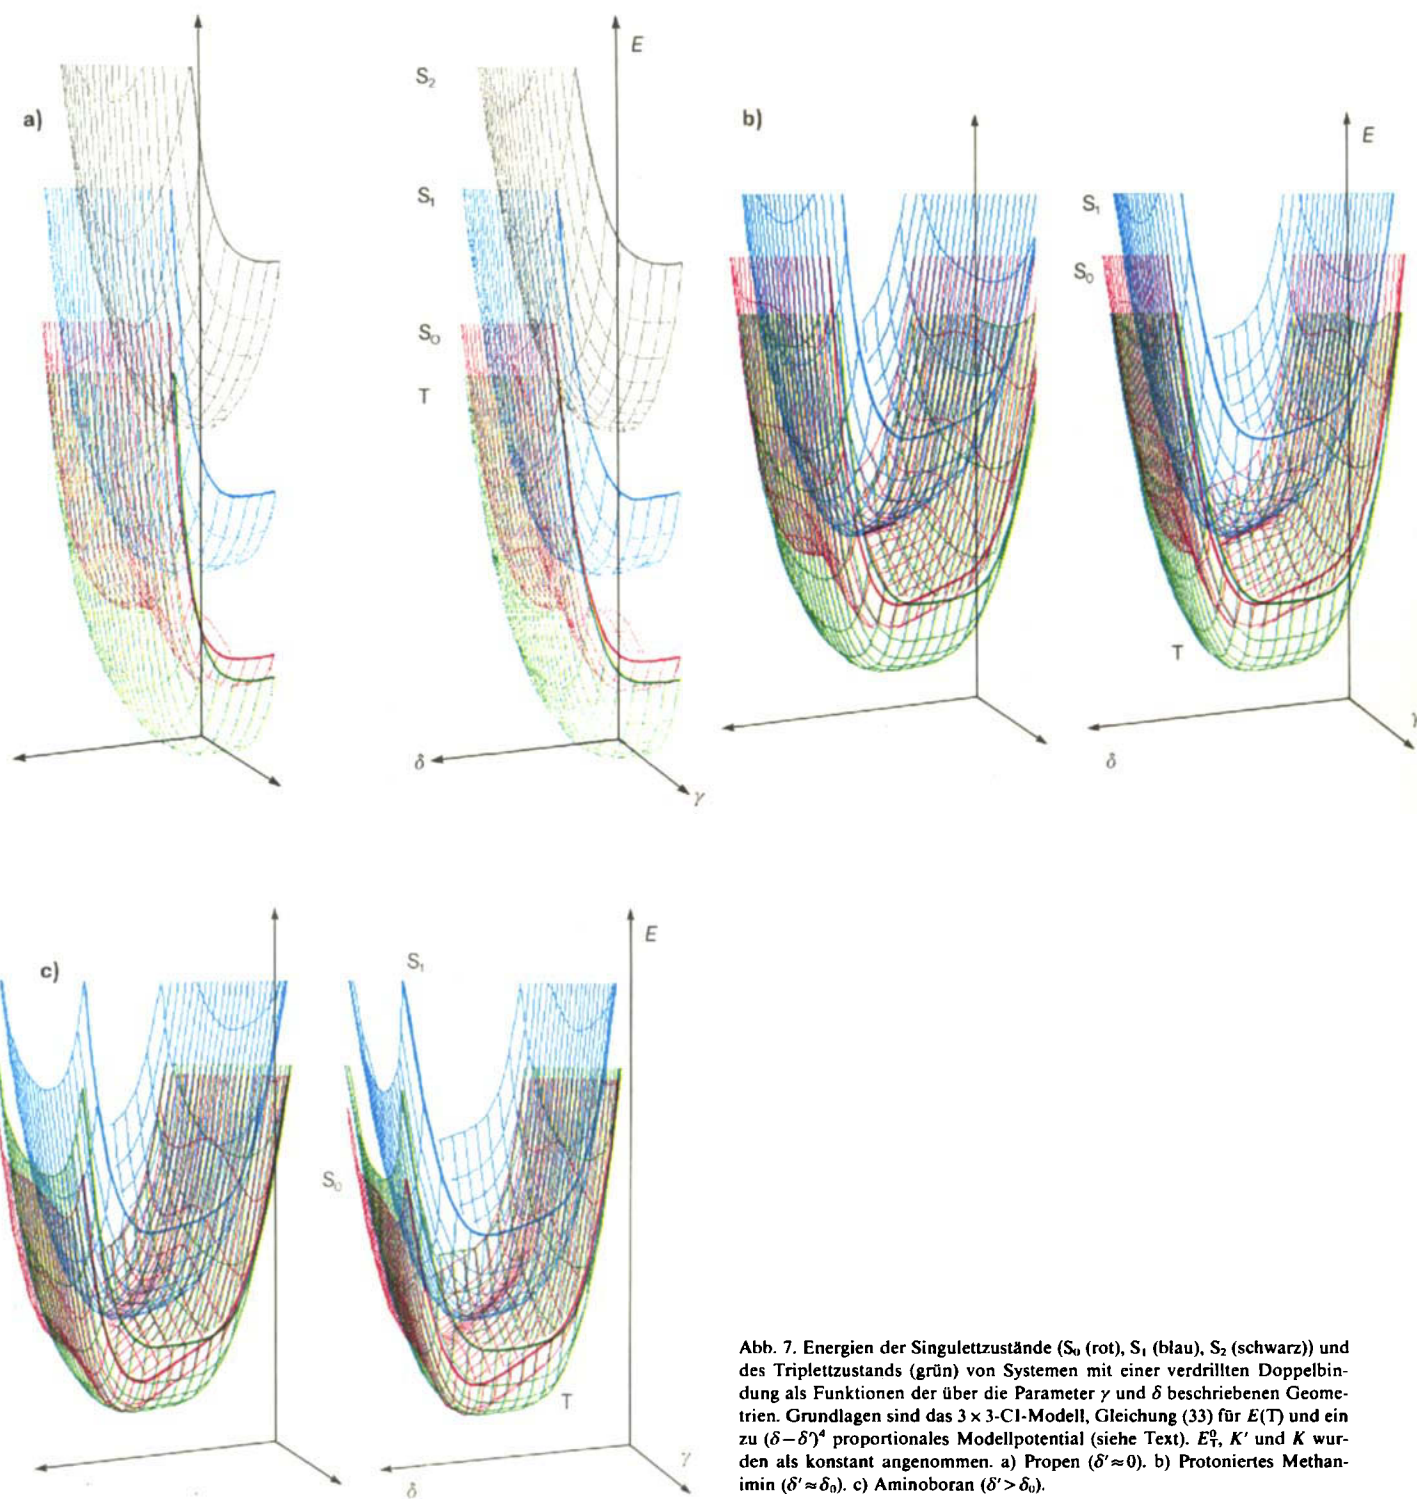 a)
E
S₂
S₁
S₀
T
δ
γ
b)
E
S₁
S₀
T
δ
γ
c)
E
S₁
S₀
T
δ
γ
Abb. 7. Energien der Singulettzustände (S₀ (rot), S₁ (blau), S₂ (schwarz)) und
des Triplettzustands (grün) von Systemen mit einer verdrillten Doppelbin-
dung als Funktionen der über die Parameter γ und δ beschriebenen Geome-
trien. Grundlagen sind das 3 × 3-CI-Modell, Gleichung (33) für E(T) und ein
zu (δ−δ′)⁴ proportionales Modellpotential (siehe Text). E⁰_T, K′ und K wur-
den als konstant angenommen. a) Propen (δ′≈0). b) Protoniertes Methan-
imin (δ′≈δ₀). c) Aminoboran (δ′>δ₀).